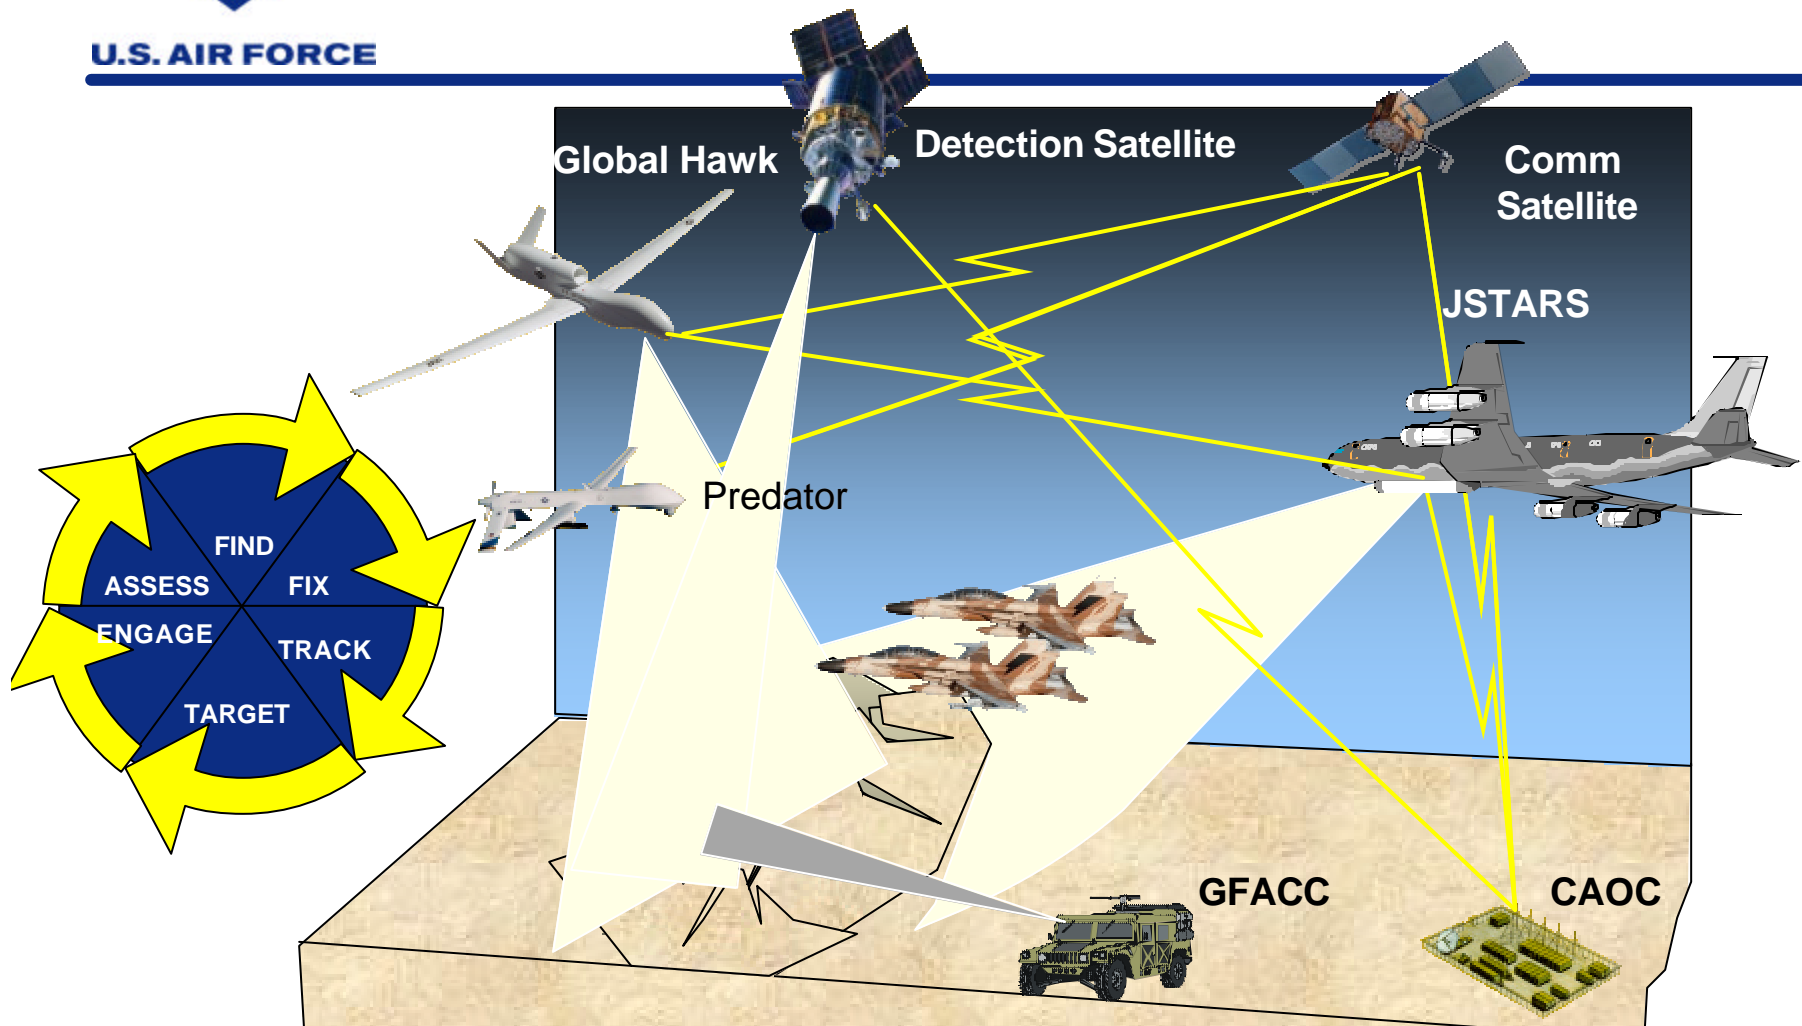 U.S. AIR FORCE
Global Hawk
Detection Satellite
Comm
Satellite
JSTARS
Predator
FIND
ASSESS
FIX
ENGAGE
TRACK
TARGET
GFACC
CAOC